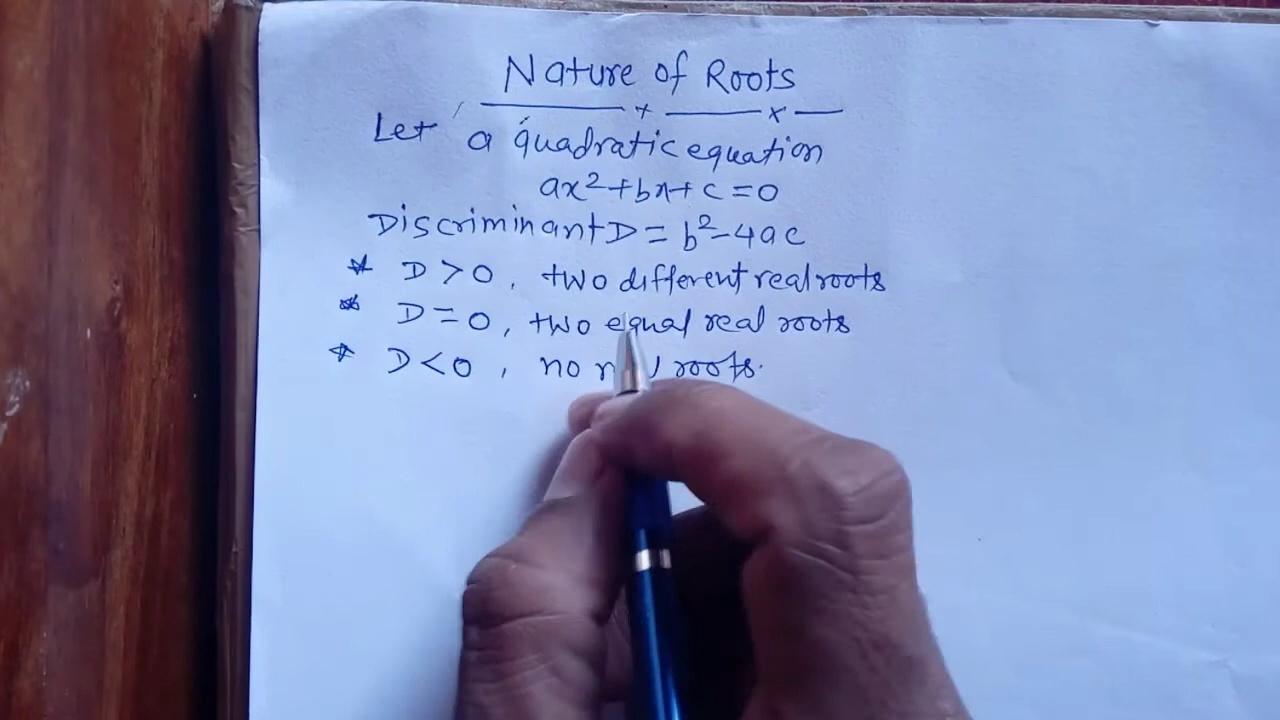 Nature of Roots
Let a quadratic equation
ax²+bx+c=0
Discriminant D = b²-4ac
* D>0, two different real roots
* D=0, two equal real roots
* D<0, no roots.